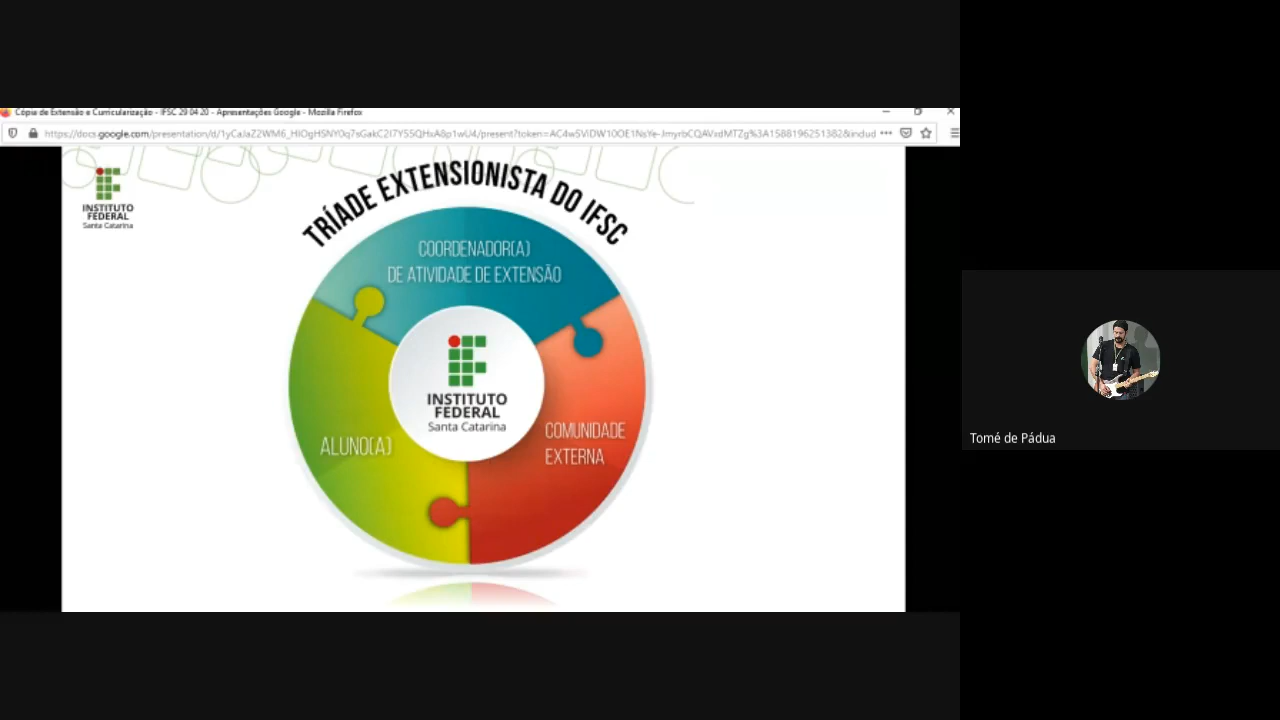 Cópia de Extensão e Curricularização - IFSC 29 04 20 - Apresentações Google - Mozilla Firefox
INSTITUTO
FEDERAL
Santa Catarina
TRÍADE EXTENSIONISTA DO IFSC
COORDENADOR(A)
DE ATIVIDADE DE EXTENSÃO
INSTITUTO
FEDERAL
Santa Catarina
ALUNO(A)
COMUNIDADE
EXTERNA
Tomé de Pádua